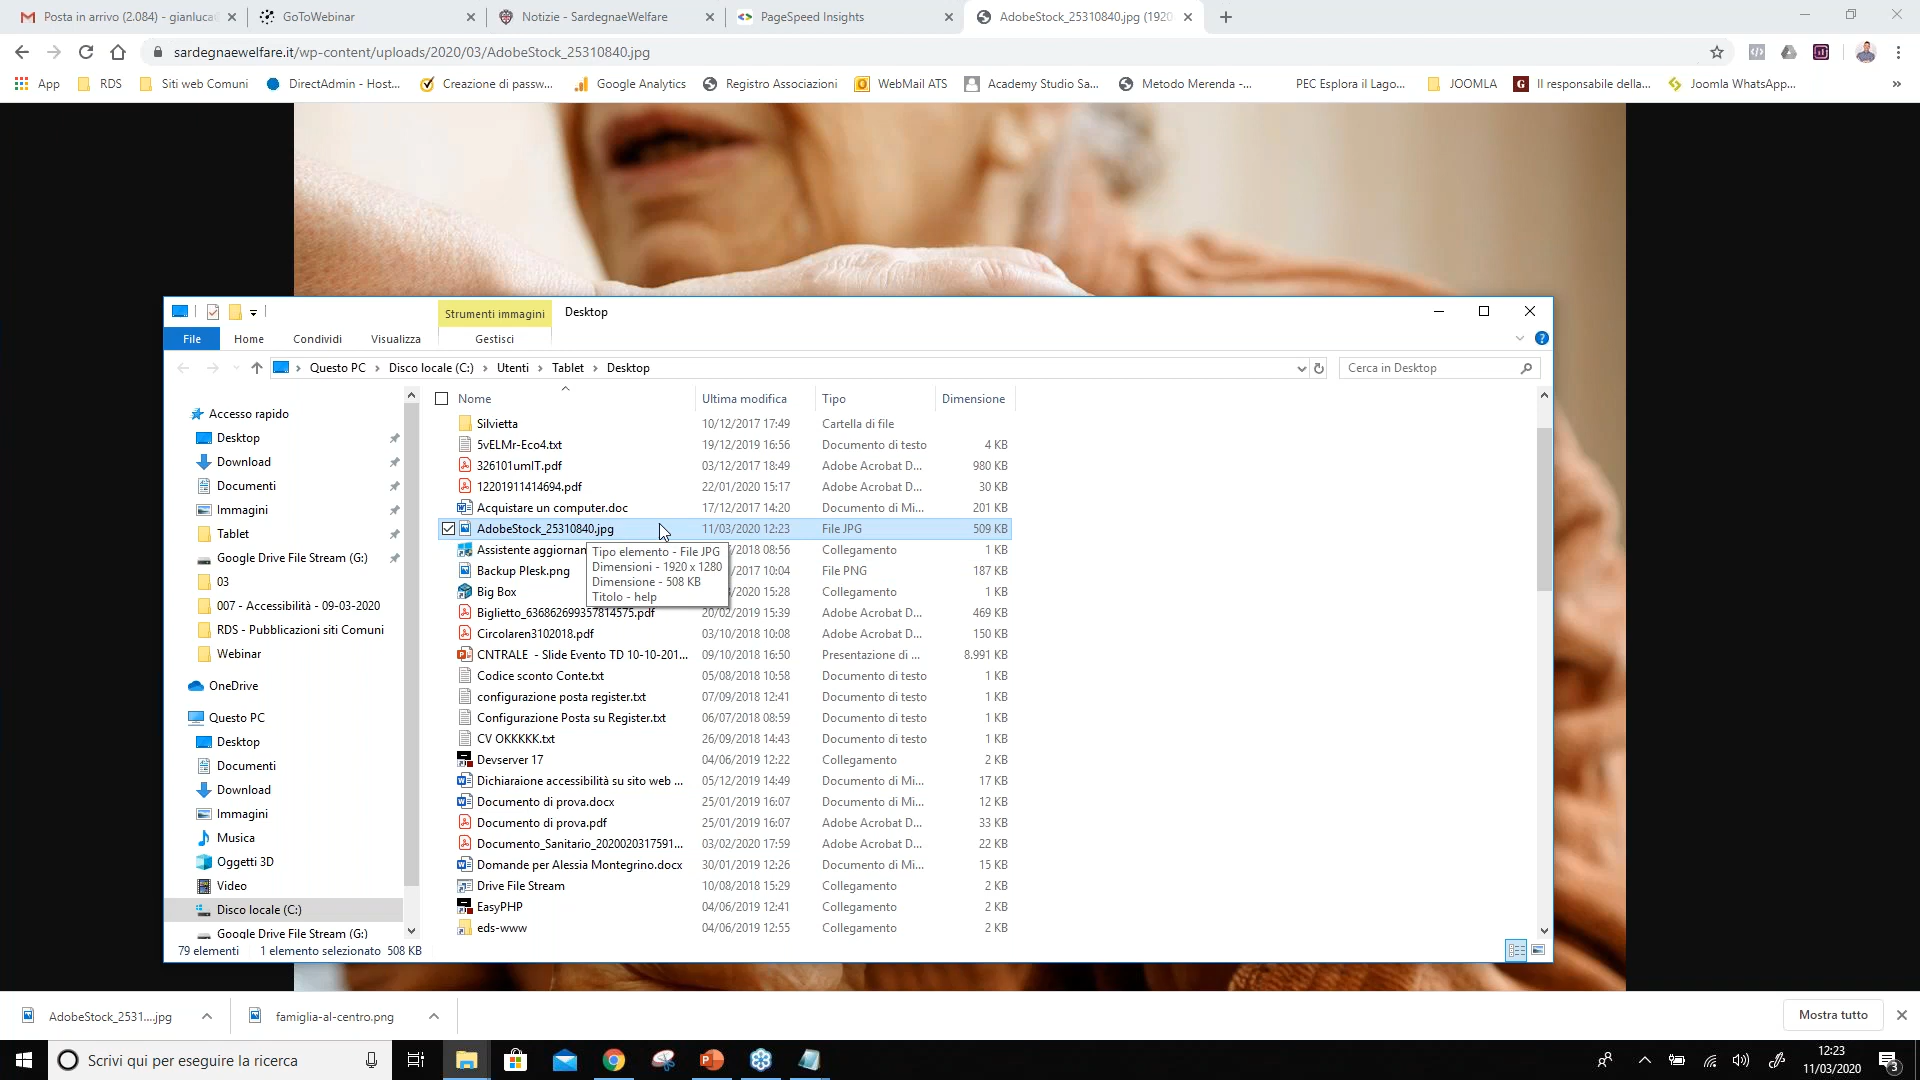 Posta in arrivo (2.084) - gianluca
GoToWebinar
Notizie - SardegnaeWelfare
PageSpeed Insights
AdobeStock_25310840.jpg (1920
sardegnaewelfare.it/wp-content/uploads/2020/03/AdobeStock_25310840.jpg
App
RDS
Siti web Comuni
DirectAdmin - Host...
Creazione di passw...
Google Analytics
Registro Associazioni
WebMail ATS
Academy Studio Sa...
Metodo Merenda -...
PEC Esplora il Lago...
JOOMLA
Il responsabile della...
Joomla WhatsApp...
»
Strumenti immagini
Desktop
File
Home
Condividi
Visualizza
Gestisci
Questo PC > Disco locale (C:) > Utenti > Tablet > Desktop
Cerca in Desktop
Nome Ultima modifica Tipo Dimensione
Accesso rapido
Desktop
Download
Documenti
Immagini
Tablet
Google Drive File Stream (G:)
03
007 - Accessibilità - 09-03-2020
RDS - Pubblicazioni siti Comuni
Webinar
OneDrive
Questo PC
Desktop
Documenti
Download
Immagini
Musica
Oggetti 3D
Video
Disco locale (C:)
Google Drive File Stream (G:)
Silvietta 10/12/2017 17:49 Cartella di file
5vELMr-Eco4.txt 19/12/2019 16:56 Documento di testo 4 KB
326101umIT.pdf 03/12/2017 18:49 Adobe Acrobat D... 980 KB
12201911414694.pdf 22/01/2020 15:17 Adobe Acrobat D... 30 KB
Acquistare un computer.doc 17/12/2017 14:20 Documento di Mi... 201 KB
AdobeStock_25310840.jpg 11/03/2020 12:23 File JPG 509 KB
Assistente aggiornan /2018 08:56 Collegamento 1 KB
Backup Plesk.png 2017 10:04 File PNG 187 KB
Big Box /2020 15:28 Collegamento 1 KB
Biglietto_636862699357814575.pdf 20/02/2019 15:39 Adobe Acrobat D... 469 KB
Circolaren3102018.pdf 03/10/2018 10:08 Adobe Acrobat D... 150 KB
CNTRALE - Slide Evento TD 10-10-201... 09/10/2018 16:50 Presentazione di ... 8.991 KB
Codice sconto Conte.txt 05/08/2018 10:58 Documento di testo 1 KB
configurazione posta register.txt 07/09/2018 12:41 Documento di testo 1 KB
Configurazione Posta su Register.txt 06/07/2018 08:59 Documento di testo 1 KB
CV OKKKKK.txt 26/09/2018 14:43 Documento di testo 1 KB
Devserver 17 04/06/2019 12:22 Collegamento 2 KB
Dichiaraione accessibilità su sito web ... 05/12/2019 14:49 Documento di Mi... 17 KB
Documento di prova.docx 25/01/2019 16:07 Documento di Mi... 12 KB
Documento di prova.pdf 25/01/2019 16:07 Adobe Acrobat D... 33 KB
Documento_Sanitario_2020020317591... 03/02/2020 17:59 Adobe Acrobat D... 22 KB
Domande per Alessia Montegrino.docx 30/01/2019 12:26 Documento di Mi... 15 KB
Drive File Stream 10/08/2018 15:29 Collegamento 2 KB
EasyPHP 04/06/2019 12:41 Collegamento 2 KB
eds-www 04/06/2019 12:55 Collegamento 2 KB
Tipo elemento - File JPG
Dimensioni - 1920 x 1280
Dimensione - 508 KB
Titolo - help
79 elementi 1 elemento selezionato 508 KB
AdobeStock_2531....jpg
famiglia-al-centro.png
Mostra tutto
Scrivi qui per eseguire la ricerca
12:23
11/03/2020
3